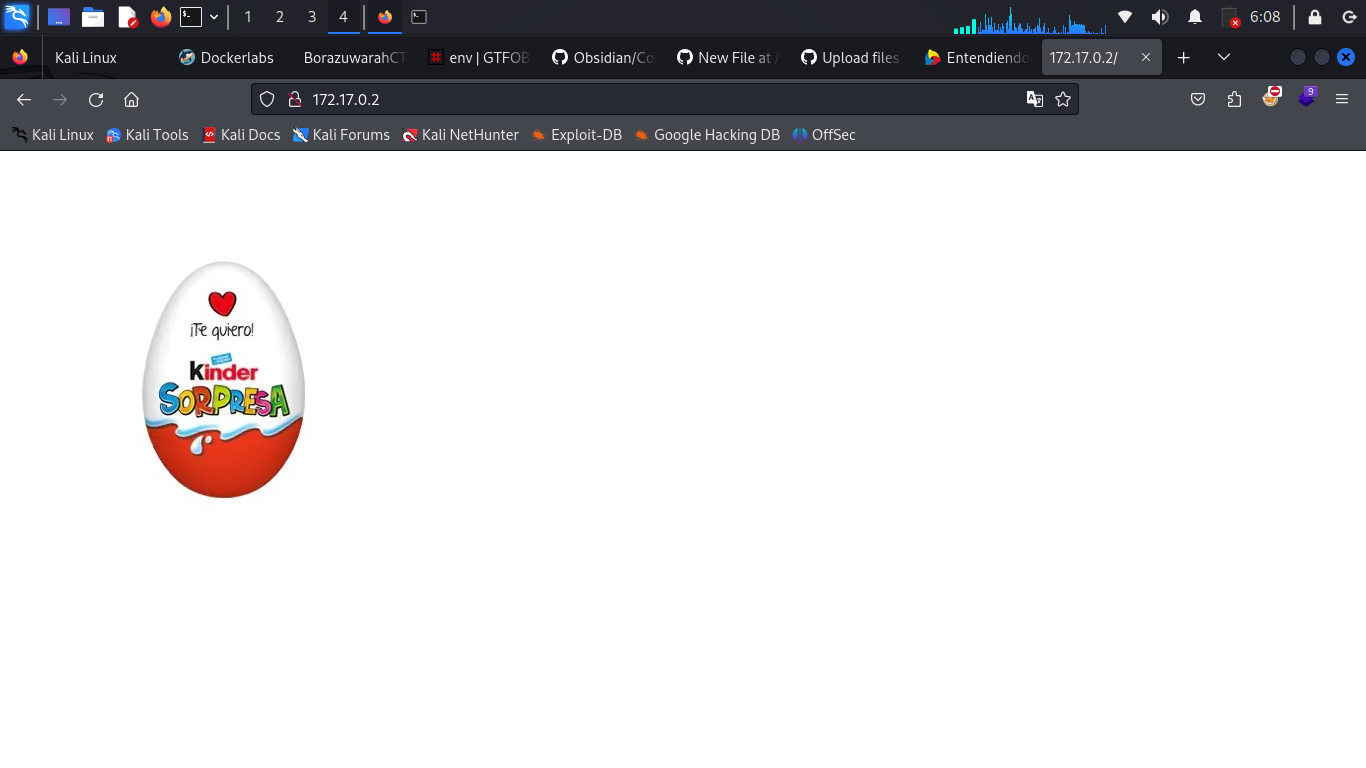 1 2 3 4 6:08
Kali Linux Dockerlabs BorazuwarahCT env | GTFOB Obsidian/Co New File at / Upload files Entendiendo 172.17.0.2/
172.17.0.2 9
Kali Linux Kali Tools Kali Docs Kali Forums Kali NetHunter Exploit-DB Google Hacking DB OffSec
¡Te quiero!
Kinder
SORPRESA